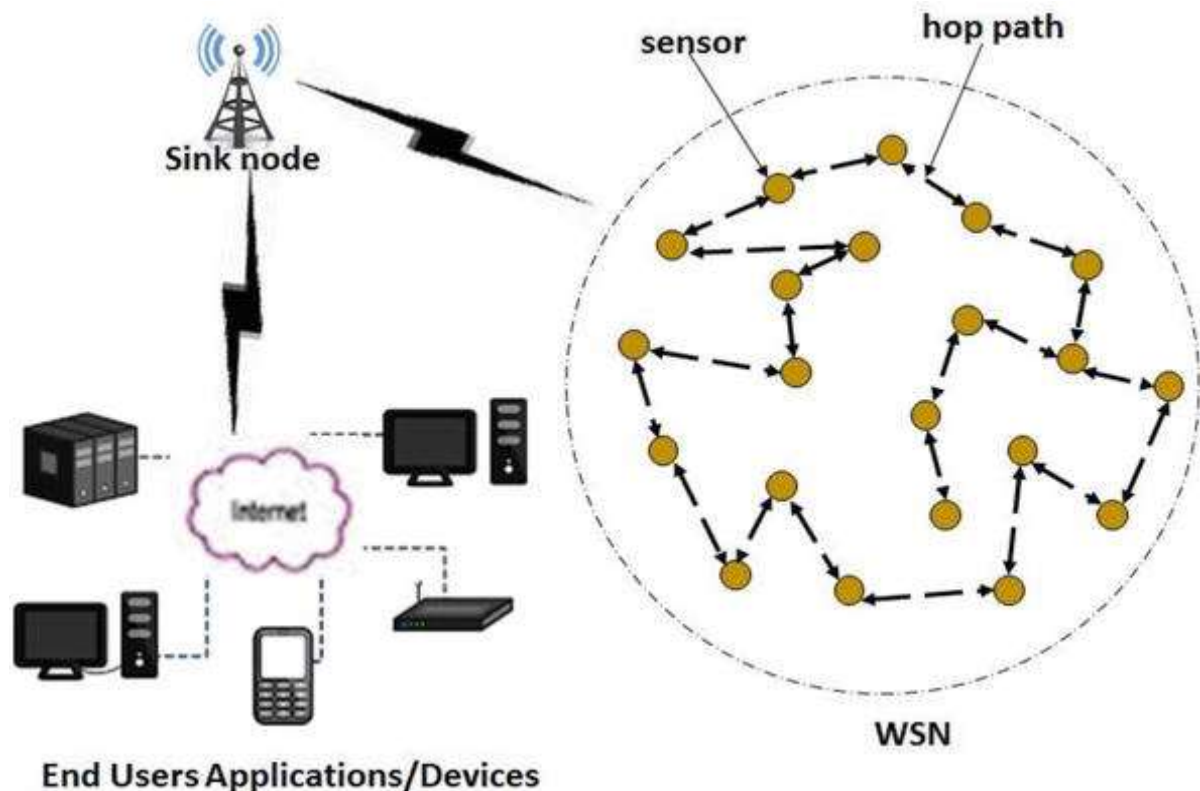 sensor
hop path
Sink node
Internet
WSN
End Users Applications/Devices